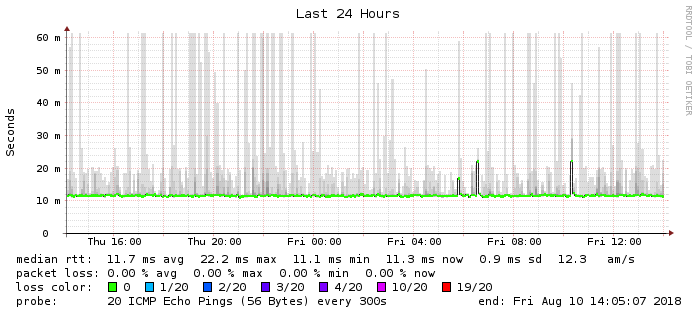 Last 24 Hours
RRDTOOL / TOBI OETIKER
Seconds
60 m
50 m
40 m
30 m
20 m
10 m
0
Thu 16:00 Thu 20:00 Fri 00:00 Fri 04:00 Fri 08:00 Fri 12:00
median rtt: 11.7 ms avg 22.2 ms max 11.1 ms min 11.3 ms now 0.9 ms sd 12.3 am/s
packet loss: 0.00 % avg 0.00 % max 0.00 % min 0.00 % now
loss color: 0 1/20 2/20 3/20 4/20 10/20 19/20
probe: 20 ICMP Echo Pings (56 Bytes) every 300s end: Fri Aug 10 14:05:07 2018